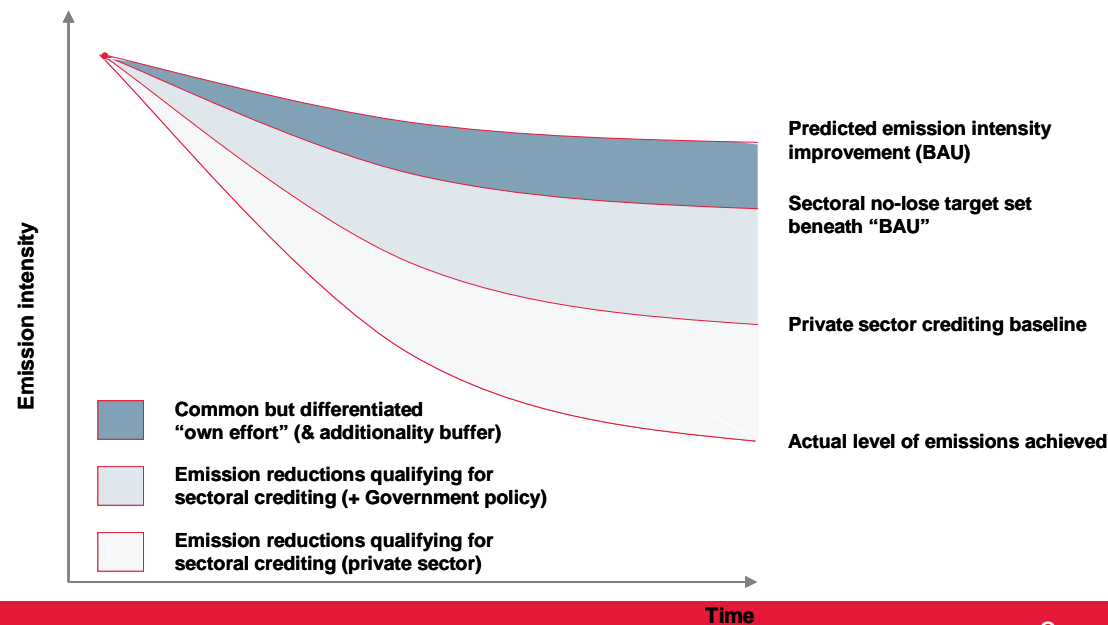 Predicted emission intensity
improvement (BAU)
Sectoral no-lose target set
beneath “BAU”
Private sector crediting baseline
Actual level of emissions achieved
Emission intensity
Common but differentiated
“own effort” (& additionality buffer)
Emission reductions qualifying for
sectoral crediting (+ Government policy)
Emission reductions qualifying for
sectoral crediting (private sector)
Time